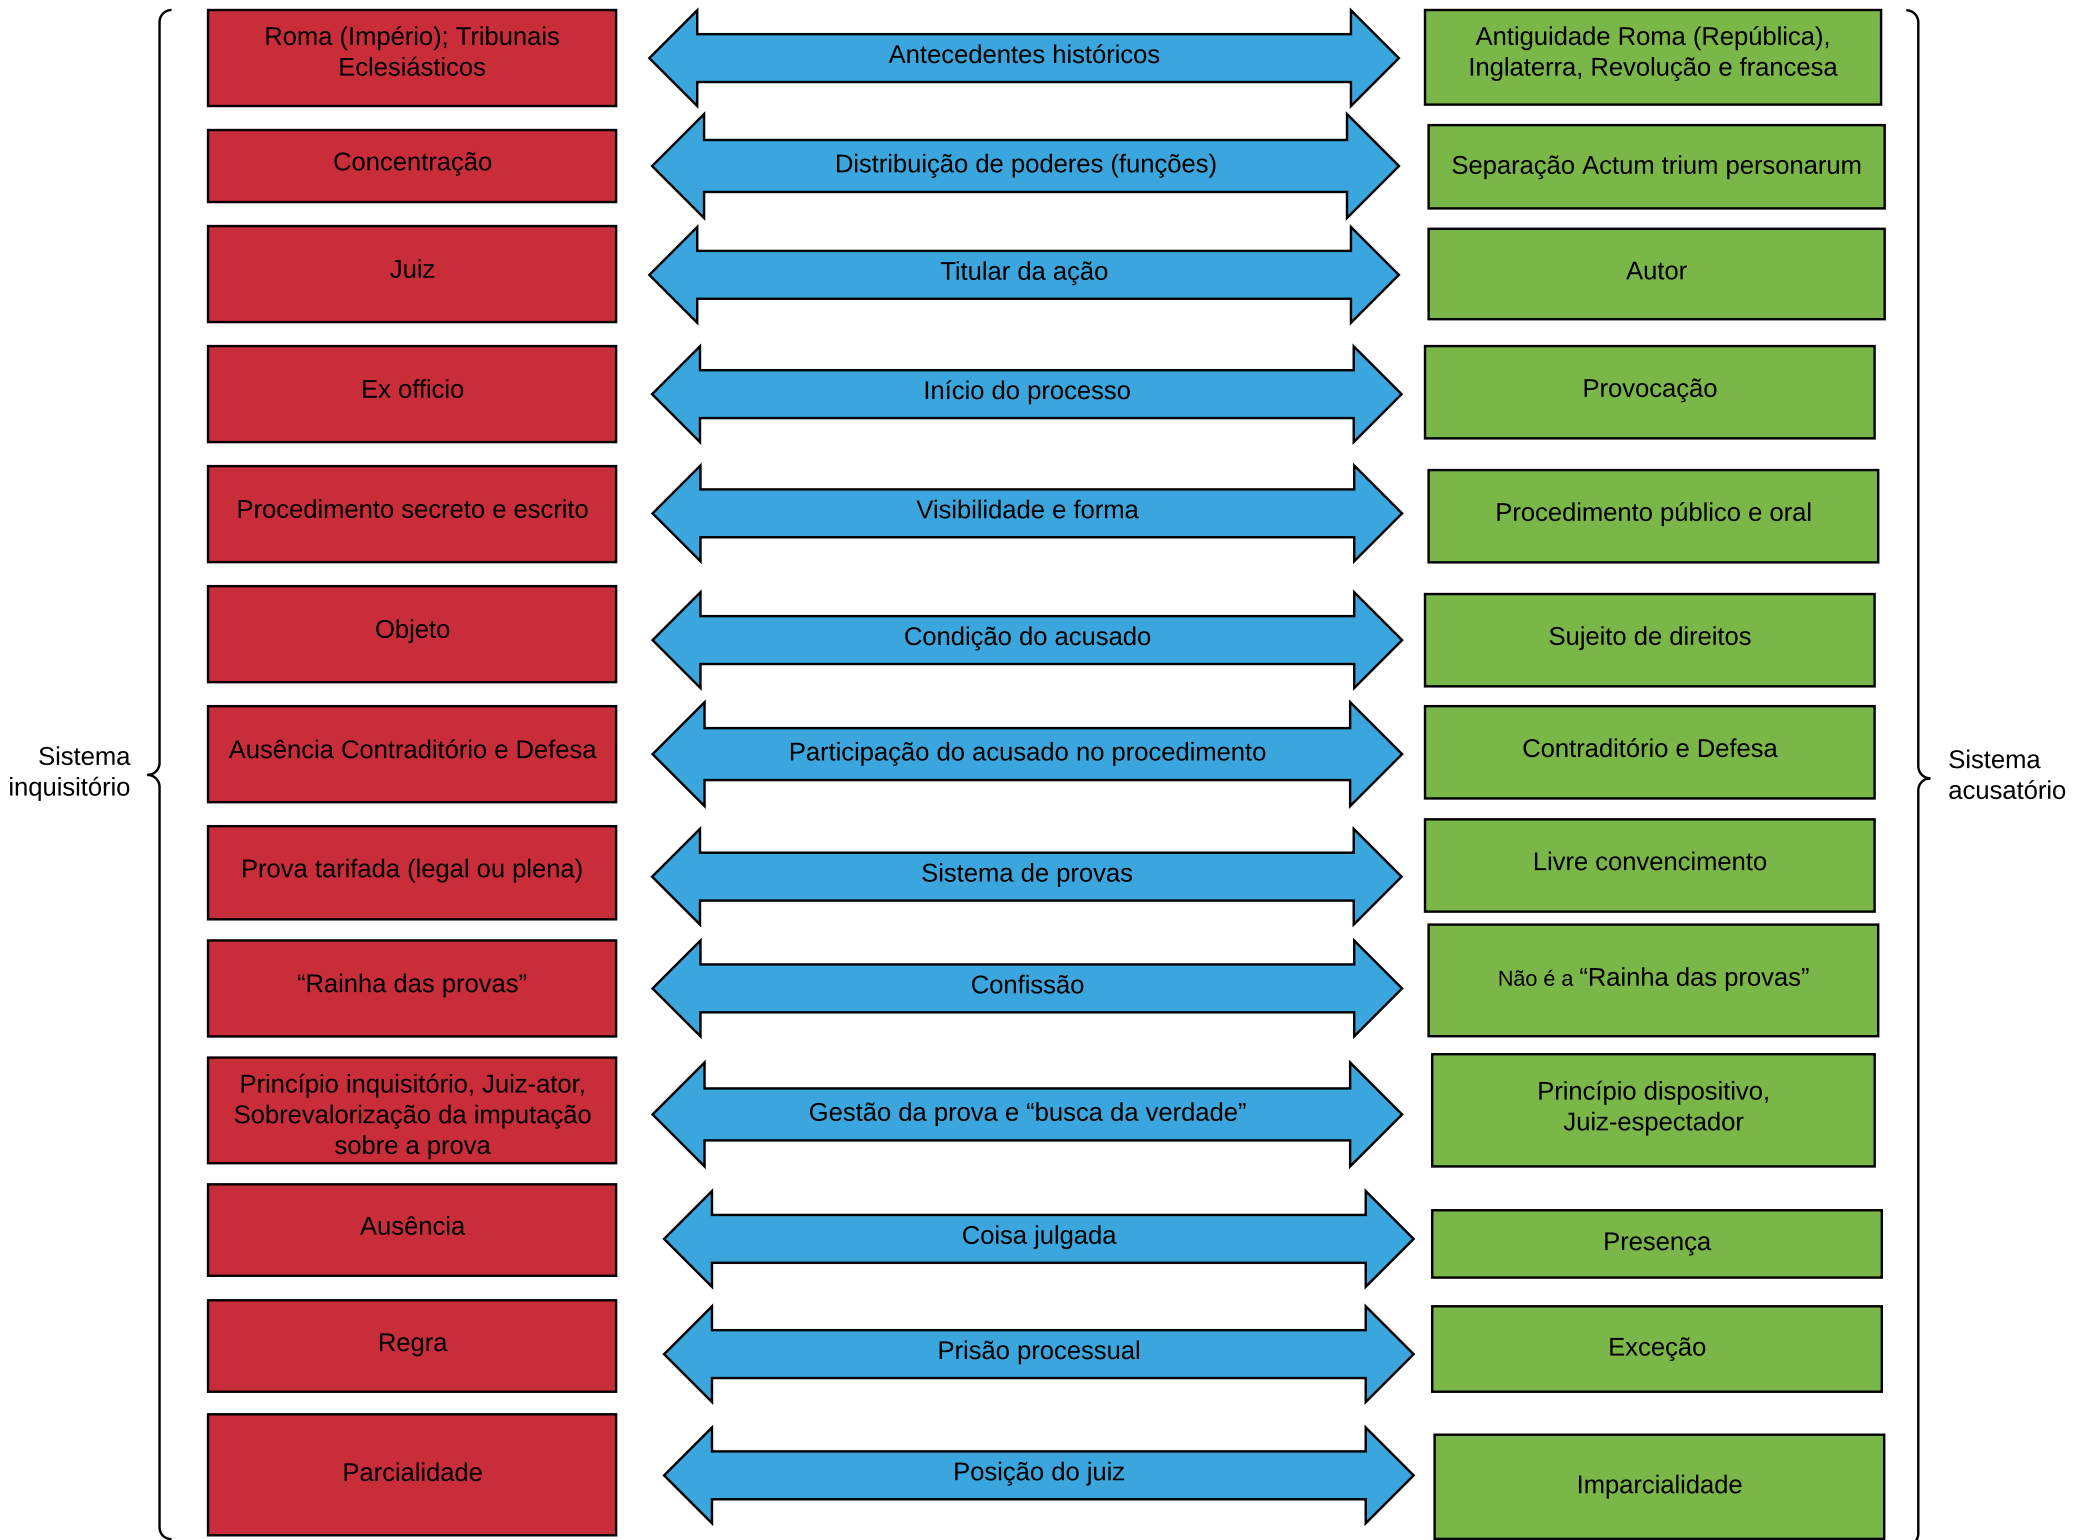 Roma (Império); Tribunais
Eclesiásticos
Antecedentes históricos
Antiguidade Roma (República),
Inglaterra, Revolução e francesa
Concentração
Distribuição de poderes (funções)
Separação Actum trium personarum
Juiz
Titular da ação
Autor
Ex officio
Início do processo
Provocação
Procedimento secreto e escrito
Visibilidade e forma
Procedimento público e oral
Objeto
Condição do acusado
Sujeito de direitos
Sistema
inquisitório
Ausência Contraditório e Defesa
Participação do acusado no procedimento
Contraditório e Defesa
Sistema
acusatório
Prova tarifada (legal ou plena)
Sistema de provas
Livre convencimento
“Rainha das provas”
Confissão
Não é a “Rainha das provas”
Princípio inquisitório, Juiz-ator,
Sobrevalorização da imputação
sobre a prova
Gestão da prova e “busca da verdade”
Princípio dispositivo,
Juiz-espectador
Ausência
Coisa julgada
Presença
Regra
Prisão processual
Exceção
Parcialidade
Posição do juiz
Imparcialidade